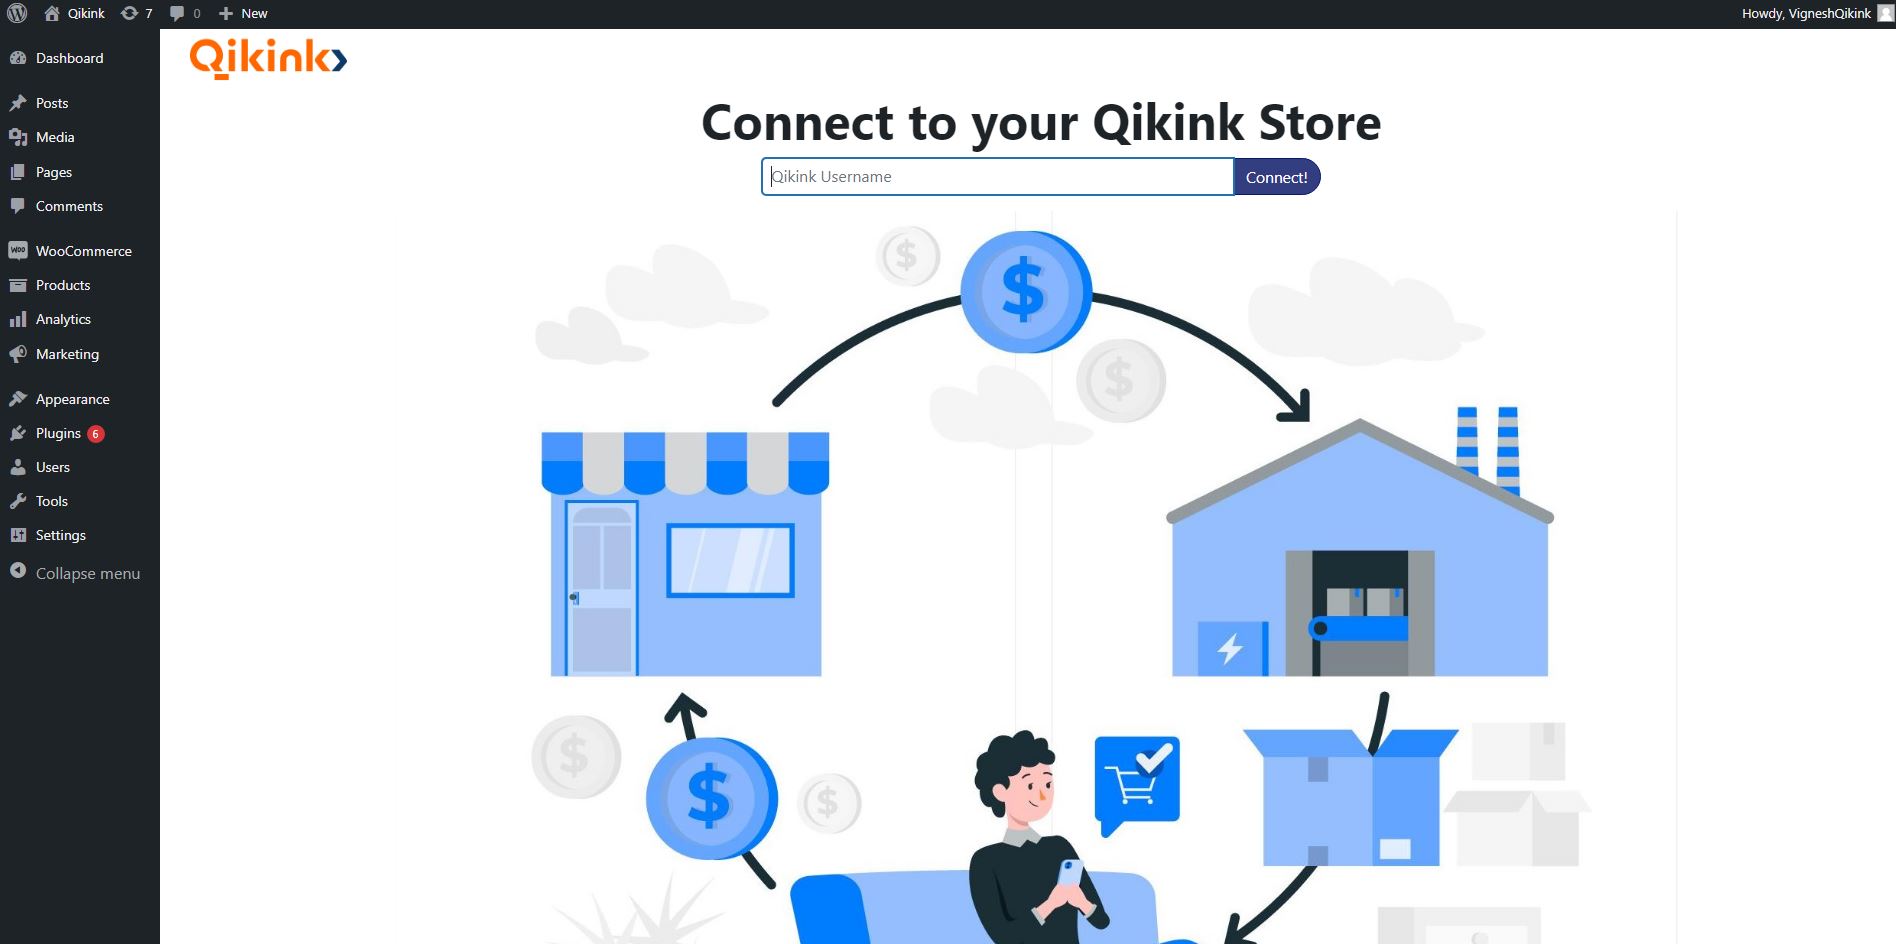 Qikink 7 0 New Howdy, VigneshQikink
Dashboard
Posts
Media
Pages
Comments
WooCommerce
Products
Analytics
Marketing
Appearance
Plugins 6
Users
Tools
Settings
Collapse menu
Qikink
Connect to your Qikink Store
Qikink Username Connect!
$
$
$
$
$
$
woo